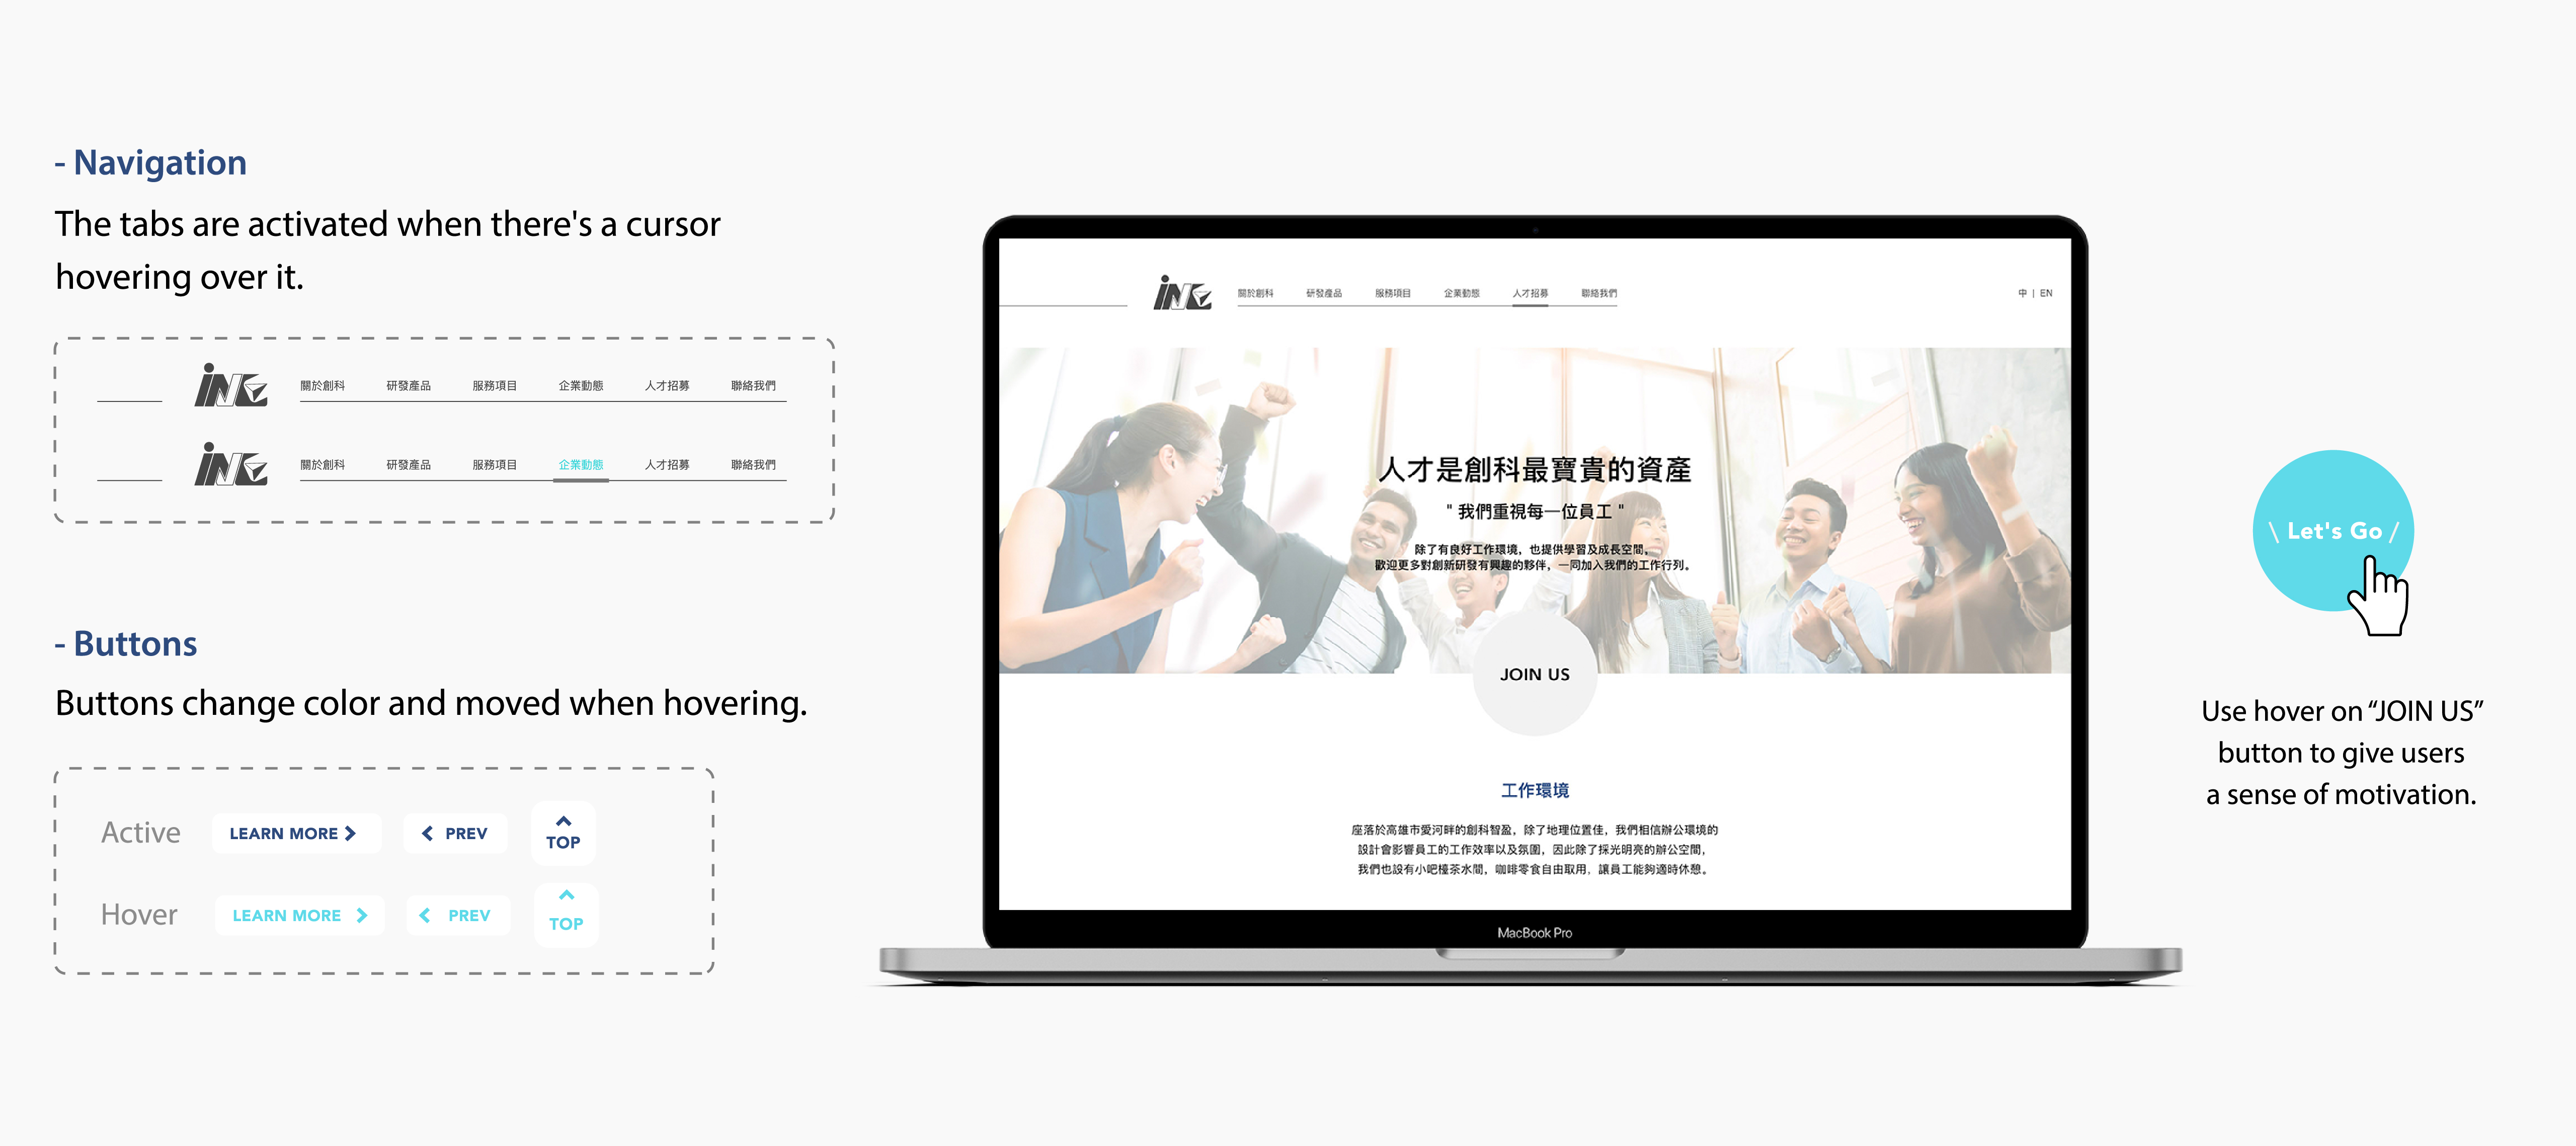 - Navigation
The tabs are activated when there's a cursor
hovering over it.
iNC 關於創科 研發產品 服務項目 企業動態 人才招募 聯絡我們
iNC 關於創科 研發產品 服務項目 企業動態 人才招募 聯絡我們
- Buttons
Buttons change color and moved when hovering.
Active LEARN MORE PREV TOP
Hover LEARN MORE PREV TOP
iNC 關於創科 研發產品 服務項目 企業動態 人才招募 聯絡我們 中 | EN
人才是創科最寶貴的資產
" 我們重視每一位員工 "
除了有良好工作環境，也提供學習及成長空間，
歡迎更多對創新研發有興趣的夥伴，一同加入我們的工作行列。
JOIN US
工作環境
座落於高雄市愛河畔的創科智盈，除了地理位置佳，我們相信辦公環境的
設計會影響員工的工作效率以及氛圍，因此除了採光明亮的辦公空間，
我們也設有小吧檯茶水間，咖啡零食自由取用，讓員工能夠適時休憩。
MacBook Pro
\ Let's Go /
Use hover on “JOIN US”
button to give users
a sense of motivation.